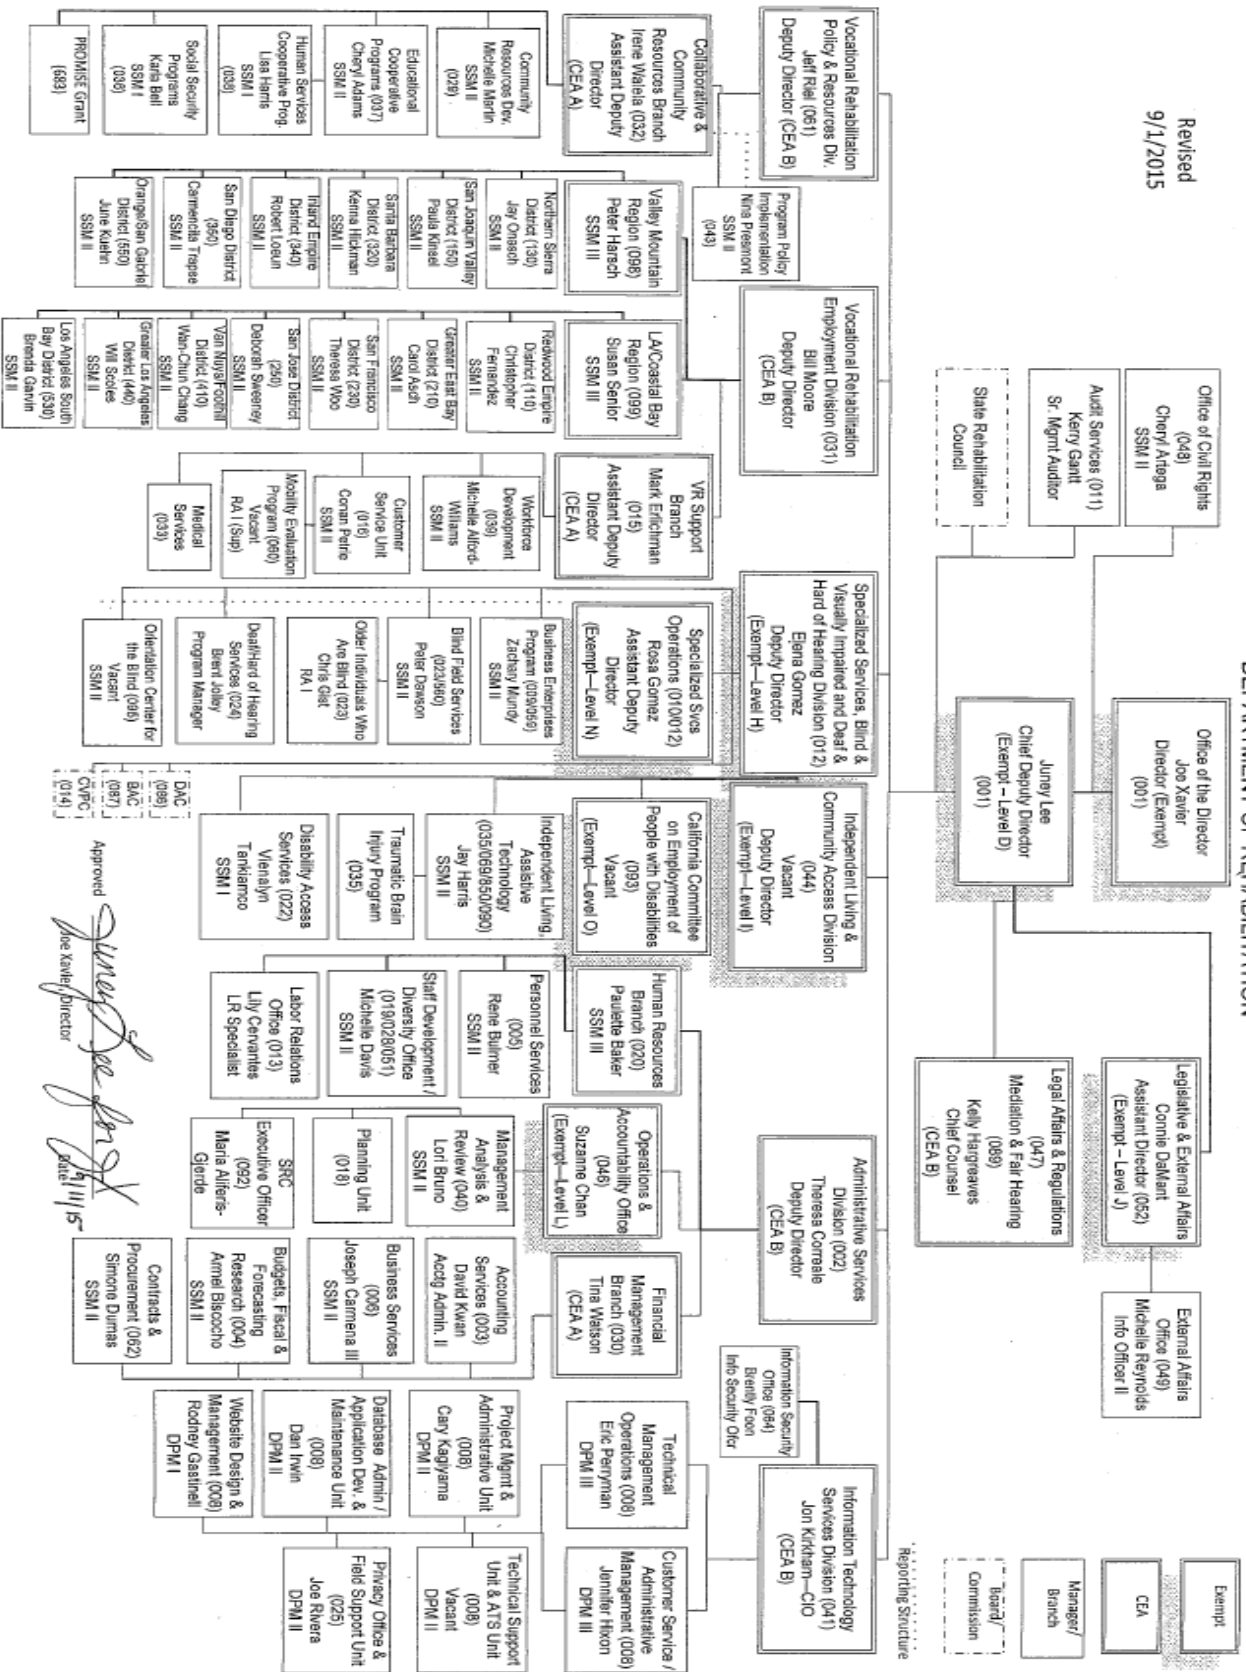 DEPARTMENT OF REHABILITATION
Revised
9/1/2015
Office of the Director
Joe Xavier
Director (Exempt)
(001)
Office of Civil Rights
(048)
Cheryl Artega
SSM II
Audit Services (011)
Kerry Gantt
Sr. Mgmt Auditor
State Rehabilitation
Council
Juney Lee
Chief Deputy Director
(Exempt – Level D)
(001)
Legislative & External Affairs
Connie DaMant
Assistant Director (052)
(Exempt – Level J)
External Affairs
Office (049)
Michelle Reynolds
Info Officer II
Legal Affairs & Regulations
(047)
Mediation & Fair Hearing
(089)
Kelly Hargreaves
Chief Counsel
(CEA B)
Exempt
CEA
Manager/
Branch
Board/
Commission
Reporting Structure
Vocational Rehabilitation
Policy & Resources Div.
Jeff Riel (061)
Deputy Director (CEA B)
Program Policy
Implementation
Nina Presmont
SSM II
(043)
Collaborative &
Community
Resources Branch
Irene Walela (032)
Assistant Deputy
Director
(CEA A)
Community
Resources Dev.
Michelle Martin
SSM II
(029)
Educational
Cooperative
Programs (037)
Cheryl Adams
SSM II
Human Services
Cooperative Prog.
Lisa Harris
SSM I
(038)
Social Security
Programs
Karla Bell
SSM I
(036)
PROMISE Grant
(683)
Vocational Rehabilitation
Employment Division (031)
Bill Moore
Deputy Director
(CEA B)
Valley Mountain
Region (098)
Peter Harsch
SSM III
Northern Sierra
District (130)
Jay Onasch
SSM II
San Joaquin Valley
District (150)
Paula Kinsel
SSM II
Santa Barbara
District (320)
Kenna Hickman
SSM II
Inland Empire
District (340)
Robert Loeun
SSM II
San Diego District
(350)
Carmencita Trapse
SSM II
Orange/San Gabriel
District (550)
June Kuehn
SSM II
LA/Coastal Bay
Region (099)
Susan Senior
SSM III
Redwood Empire
District (110)
Christopher
Fernandez
SSM II
Greater East Bay
District (210)
Carol Asch
SSM II
San Francisco
District (230)
Theresa Woo
SSM II
San Jose District
(250)
Deborah Sweeney
SSM II
Van Nuys/Foothill
District (410)
Wan-Chun Chang
SSM II
Greater Los Angeles
District (440)
Will Scoles
SSM II
Los Angeles South
Bay District (530)
Brenda Garvin
SSM II
VR Support
Branch
Mark Erlichman
(015)
Assistant Deputy
Director
(CEA A)
Workforce
Development
(039)
Michelle Alford-
Williams
SSM II
Customer
Service Unit
(016)
Conan Petrie
SSM II
Mobility Evaluation
Program (060)
Vacant
RA I (Sup)
Medical
Services
(033)
Specialized Services, Blind &
Visually Impaired and Deaf &
Hard of Hearing Division (012)
Elena Gomez
Deputy Director
(Exempt—Level H)
Specialized Svcs
Operations (010/012)
Rosa Gomez
Assistant Deputy
Director
(Exempt—Level N)
Business Enterprises
Program (009/059)
Zachary Mundy
SSM II
Blind Field Services
(023/560)
Peter Dawson
SSM II
Older Individuals Who
Are Blind (023)
Chris Gist
RA I
Deaf/Hard of Hearing
Services (024)
Brent Jolley
Program Manager
Orientation Center for
the Blind (096)
Vacant
SSM II
DAC
(086)
BAC
(087)
CVPC
(014)
Independent Living &
Community Access Division
(044)
Vacant
Deputy Director
(Exempt—Level I)
California Committee
on Employment of
People with Disabilities
(093)
Vacant
(Exempt—Level O)
Independent Living,
Assistive
Technology
(035/069/850/090)
Jay Harris
SSM II
Traumatic Brain
Injury Program
(035)
Disability Access
Services (022)
Vienalyn
Tankiamco
SSM I
Administrative Services
Division (002)
Theresa Correale
Deputy Director
(CEA B)
Human Resources
Branch (020)
Paulette Baker
SSM III
Personnel Services
(005)
Rene Bulmer
SSM II
Staff Development /
Diversity Office
(019/028/051)
Michelle Davis
SSM II
Labor Relations
Office (013)
Lily Cervantes
LR Specialist
Operations &
Accountability Office
(046)
Suzanne Chan
(Exempt—Level L)
Management
Analysis &
Review (040)
Lori Bruno
SSM II
Planning Unit
(018)
SRC
Executive Officer
(092)
Maria Aliferis-
Gjerde
Financial
Management
Branch (030)
Tina Watson
(CEA A)
Accounting
Services (003)
David Kwan
Acctg Admin. II
Business Services
(006)
Joseph Carmena III
SSM II
Budgets, Fiscal &
Forecasting
Research (004)
Armel Biscocho
SSM II
Contracts &
Procurement (062)
Simone Dumas
SSM II
Information Technology
Services Division (041)
Jon Kirkham—CIO
(CEA B)
Information Security
Office (064)
Brently Foon
Info Security Ofcr
Technical
Management
Operations (008)
Eric Perryman
DPM III
Customer Service /
Administrative
Management (008)
Jennifer Hixon
DPM III
Project Mgmt &
Administrative Unit
(008)
Cary Kagiyama
DPM II
Database Admin /
Application Dev. &
Maintenance Unit
(008)
Dan Irwin
DPM II
Website Design &
Management (008)
Rodney Gastinell
DPM I
Technical Support
Unit & ATS Unit
(008)
Vacant
DPM II
Privacy Office &
Field Support Unit
(025)
Joe Rivera
DPM II
Approved Juney Lee for JX 9/11/15
Joe Xavier, Director Date